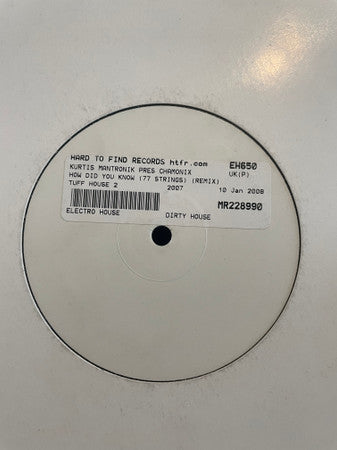 HARD TO FIND RECORDS htfr.com EH650
KURTIS MANTRONIK PRES CHAMONIX UK(P)
HOW DID YOU KNOW (77 STRINGS) (REMIX)
TUFF HOUSE 2 2007 10 Jan 2008
MR228990
ELECTRO HOUSE DIRTY HOUSE